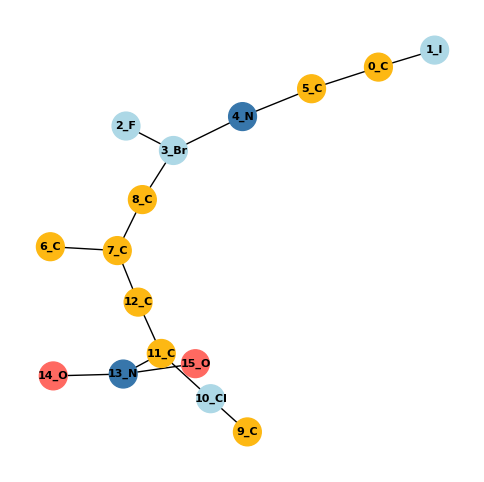 1_I
0_C
5_C
4_N
2_F
3_Br
8_C
6_C
7_C
12_C
11_C
15_O
14_O
13_N
10_Cl
9_C